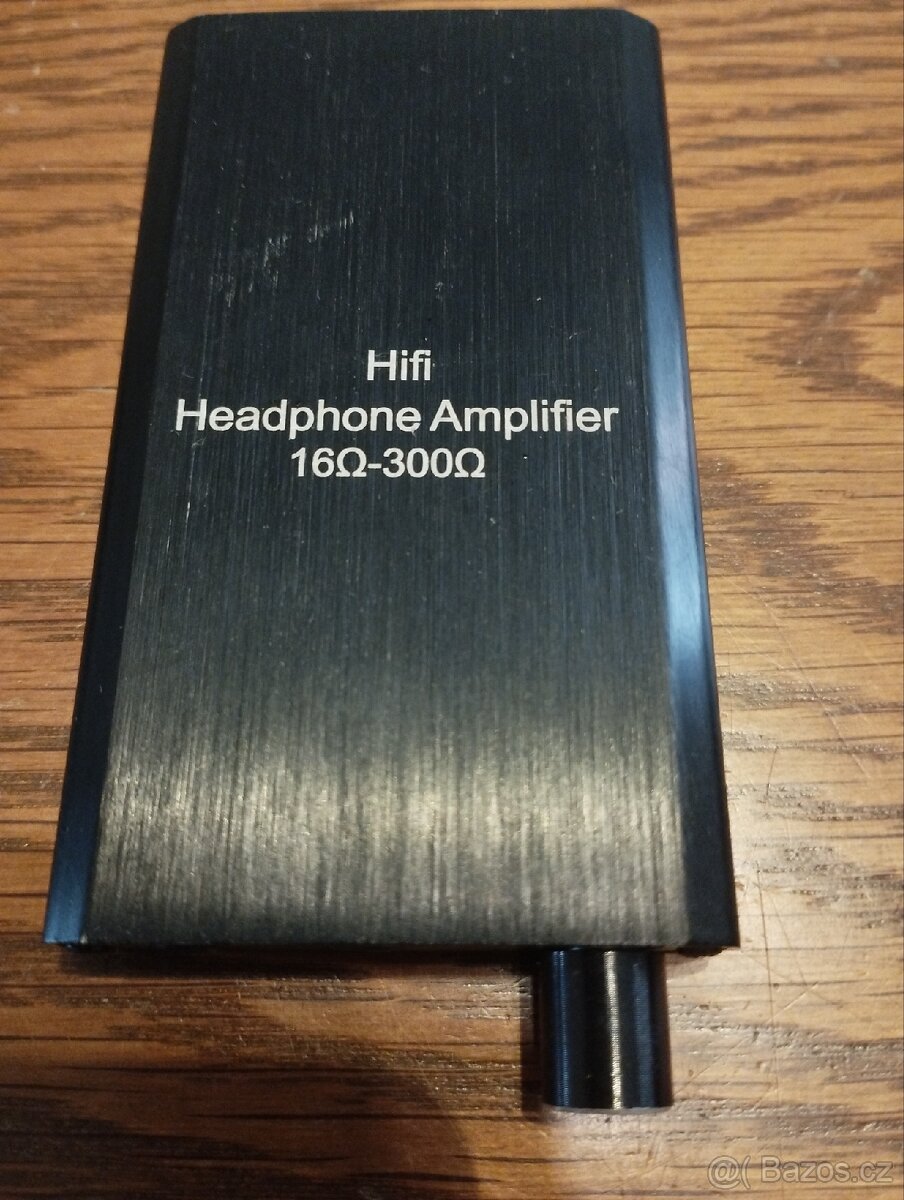 Hifi
Headphone Amplifier
16Ω-300Ω
@( Bazos.cz